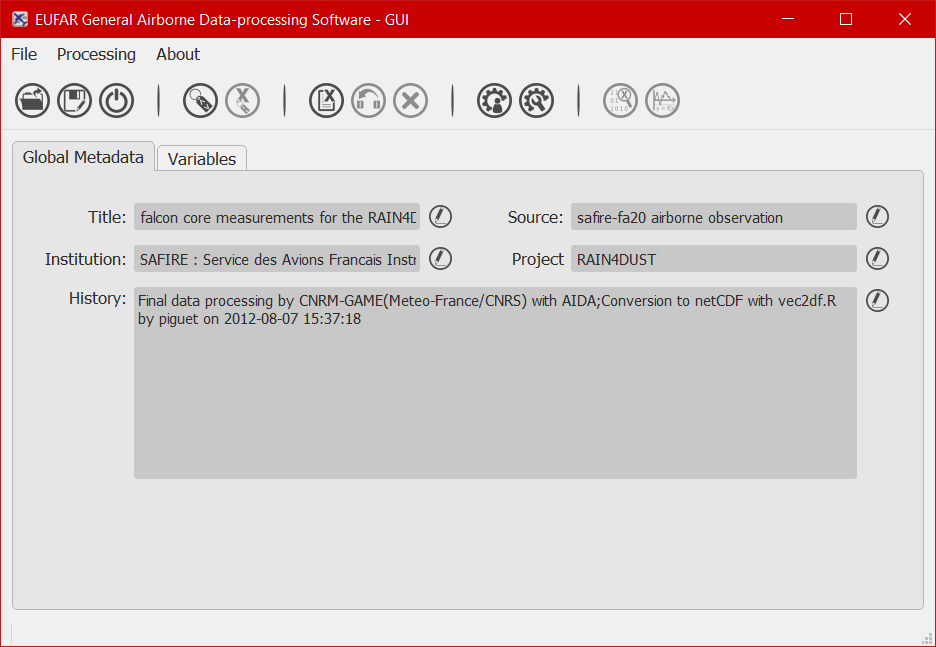 EUFAR General Airborne Data-processing Software - GUI
File Processing About
Global Metadata Variables
Title: falcon core measurements for the Source: safire-fa20 airborne observation
Institution: SAFIRE : Service des Avions Francais Project RAIN4DUST
History: Final data processing by CNRM-GAME(Meteo-France/CNRS) with AIDA;Conversion to netCDF with vec2df.R
by piguet on 2012-08-07 15:37:18